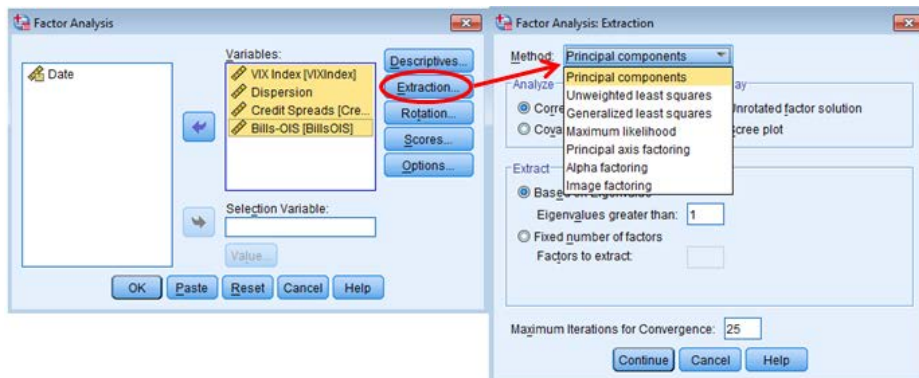 Factor Analysis
Date
Variables:
VIX Index [VIXIndex]
Dispersion
Credit Spreads [Cre...
Bills-OIS [BillsOIS]
Selection Variable:
Value...
Descriptives...
Extraction...
Rotation...
Scores...
Options...
OK Paste Reset Cancel Help
Factor Analysis: Extraction
Method: Principal components
Principal components
Unweighted least squares
Generalized least squares
Maximum likelihood
Principal axis factoring
Alpha factoring
Image factoring
Analyze
Corre
Cova
ay
Unrotated factor solution
cree plot
Extract
Based on Eigenvalue
Eigenvalues greater than: 1
Fixed number of factors
Factors to extract:
Maximum Iterations for Convergence: 25
Continue Cancel Help